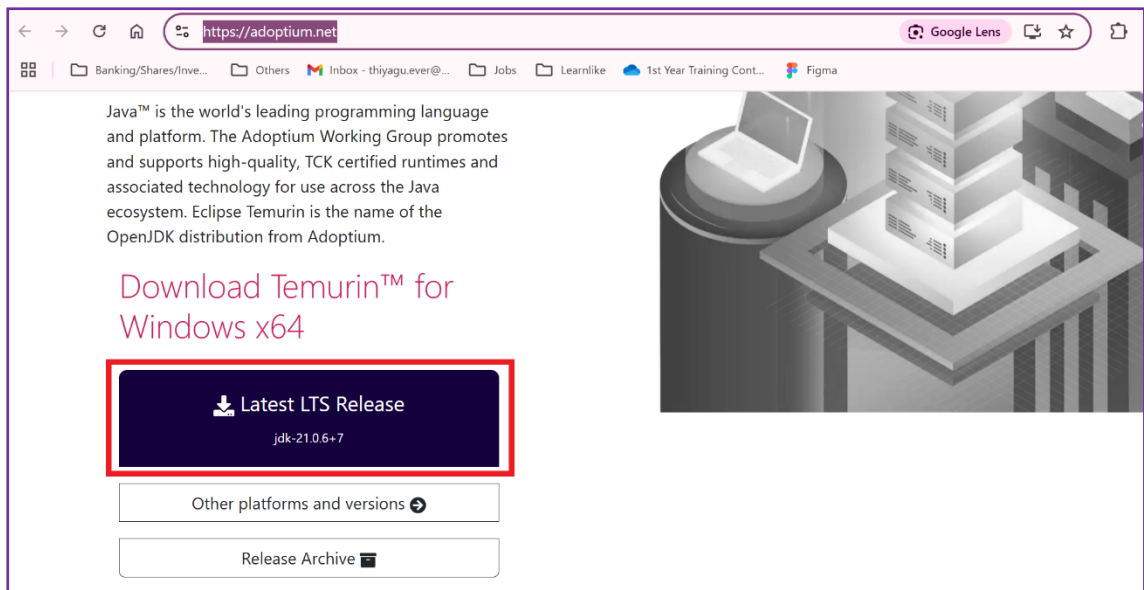 https://adoptium.net
Google Lens
Banking/Shares/Inve...
Others
Inbox - thiyagu.ever@...
Jobs
Learnlike
1st Year Training Cont...
Figma
Java™ is the world's leading programming language
and platform. The Adoptium Working Group promotes
and supports high-quality, TCK certified runtimes and
associated technology for use across the Java
ecosystem. Eclipse Temurin is the name of the
OpenJDK distribution from Adoptium.
Download Temurin™ for
Windows x64
Latest LTS Release
jdk-21.0.6+7
Other platforms and versions
Release Archive